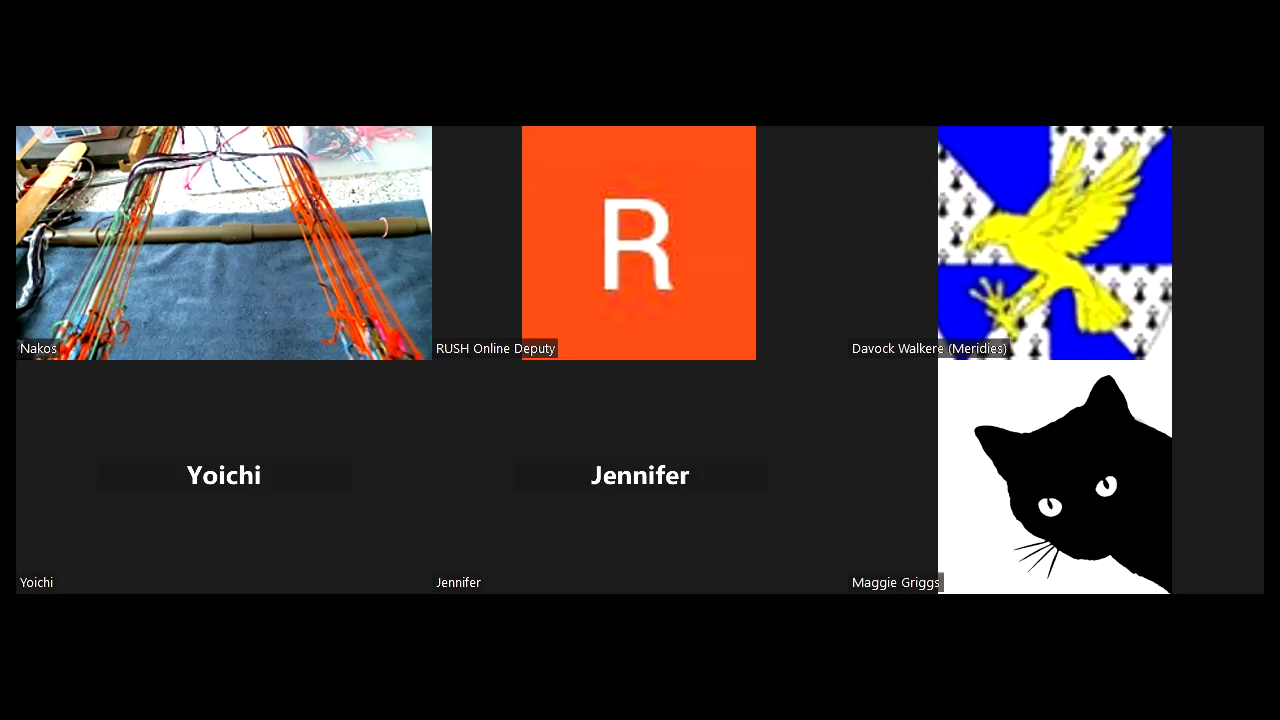 R
Nakos
RUSH Online Deputy
Davock Walkere (Meridies)
Yoichi
Jennifer
Yoichi
Jennifer
Maggie Griggs